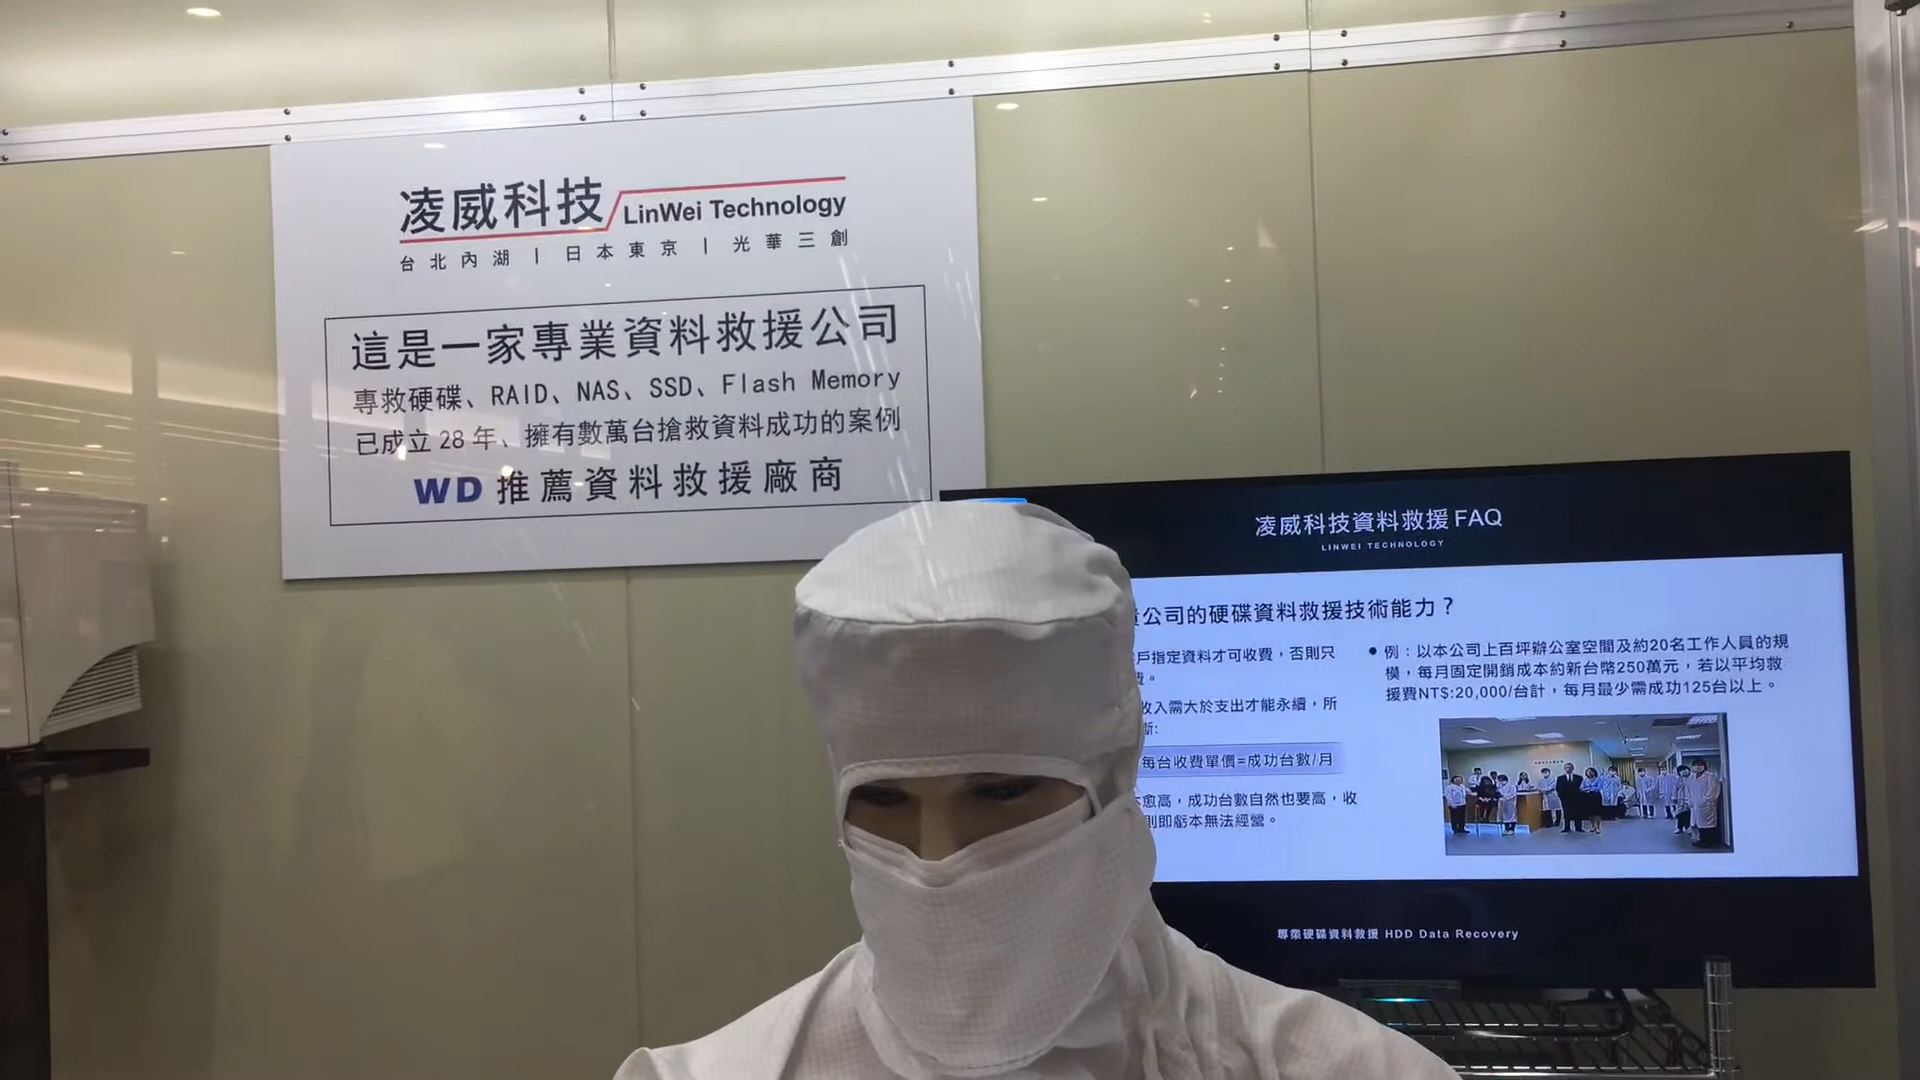 凌威科技 LinWei Technology
台北內湖 | 日本東京 | 光華三創
這是一家專業資料救援公司
專救硬碟、RAID、NAS、SSD、Flash Memory
已成立 28 年、擁有數萬台搶救資料成功的案例
WD 推薦資料救援廠商
凌威科技資料救援 FAQ
LINWEI TECHNOLOGY
公司的硬碟資料救援技術能力？
戶指定資料才可收費，否則只
費。
收入需大於支出才能永續，所
斷:
每台收費單價=成功台數/月
愈高，成功台數自然也要高，收
則即虧本無法經營。
● 例：以本公司上百坪辦公室空間及約20名工作人員的規
模，每月固定開銷成本約新台幣250萬元，若以平均救
援費NT$:20,000/台計，每月最少需成功125台以上。
專業硬碟資料救援 HDD Data Recovery